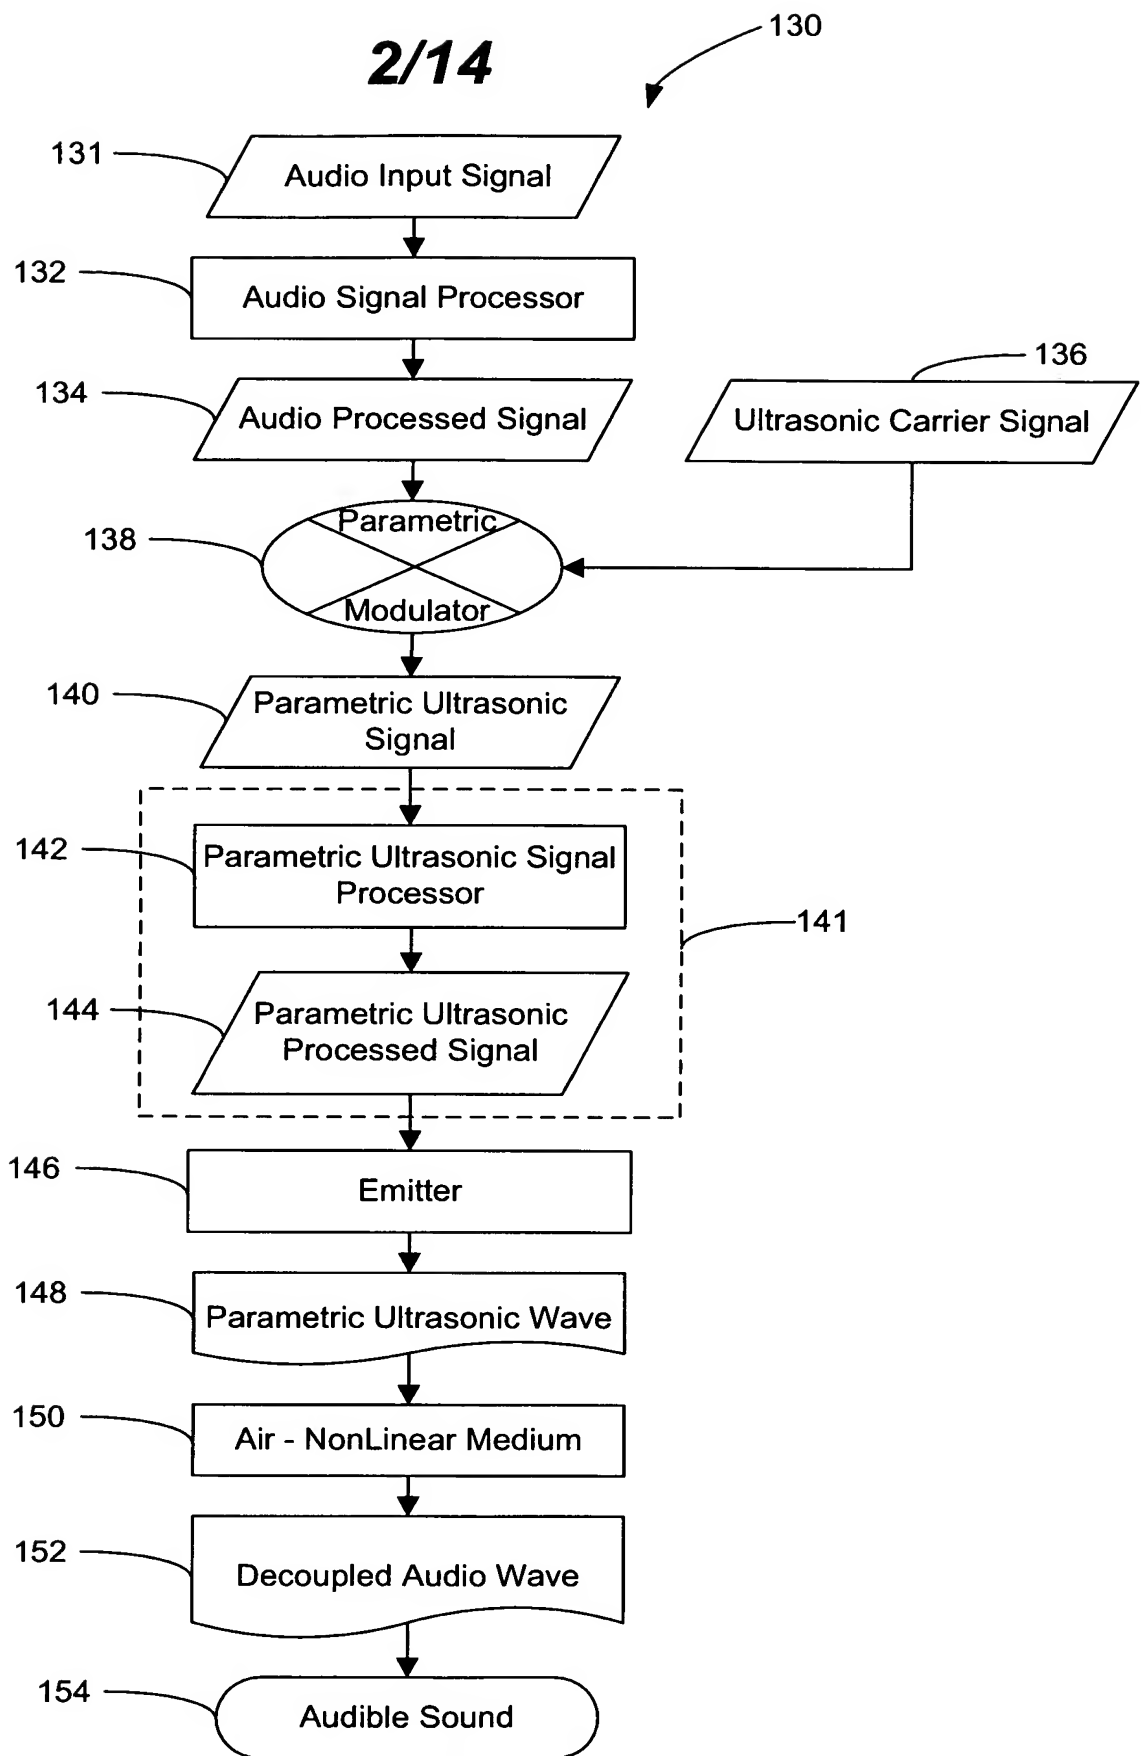 130
2/14
131
Audio Input Signal
132
Audio Signal Processor
136
134
Audio Processed Signal
Ultrasonic Carrier Signal
138
Parametric
Modulator
140
Parametric Ultrasonic
Signal
142
Parametric Ultrasonic Signal
Processor
141
144
Parametric Ultrasonic
Processed Signal
146
Emitter
148
Parametric Ultrasonic Wave
150
Air - NonLinear Medium
152
Decoupled Audio Wave
154
Audible Sound